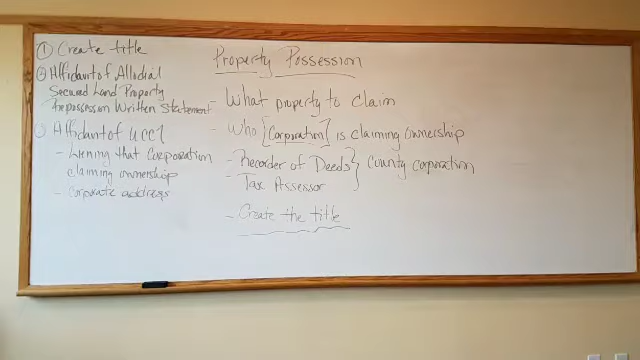 ① Create title
② Affidavit of Allodial
Secured Land Property
Repossession Written Statement
Affidavit of UCC1
- Liening that Corporation
claiming ownership
- Corporate address
Property Possession
- What property to claim
- Who [Corporation] is claiming ownership
- Recorder of Deeds } County corporation
- Tax Assessor
- Create the title